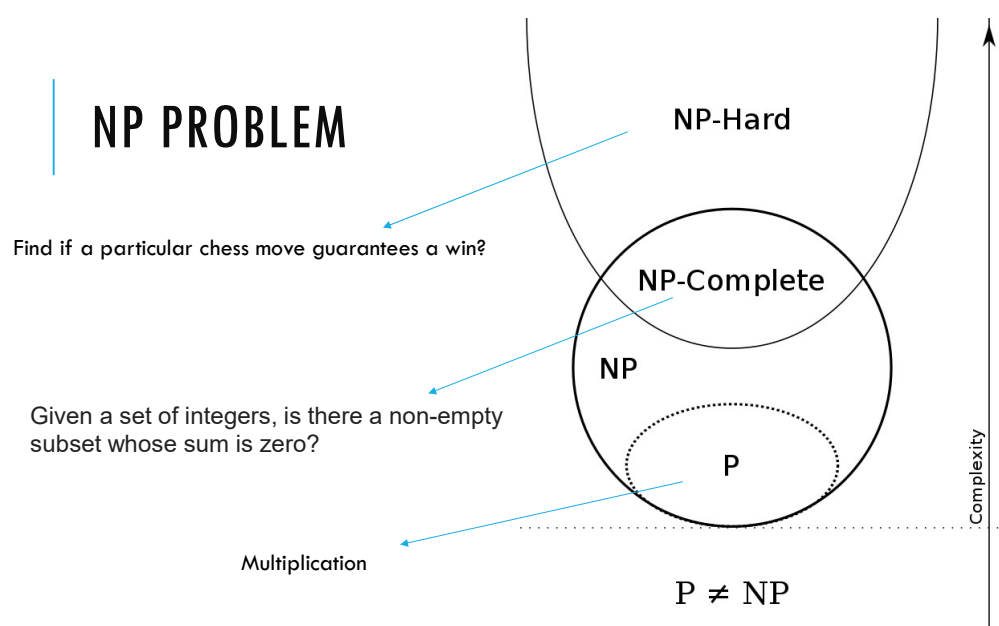 NP PROBLEM
NP-Hard
Find if a particular chess move guarantees a win?
NP-Complete
NP
Given a set of integers, is there a non-empty
subset whose sum is zero?
P
Complexity
Multiplication
P ≠ NP